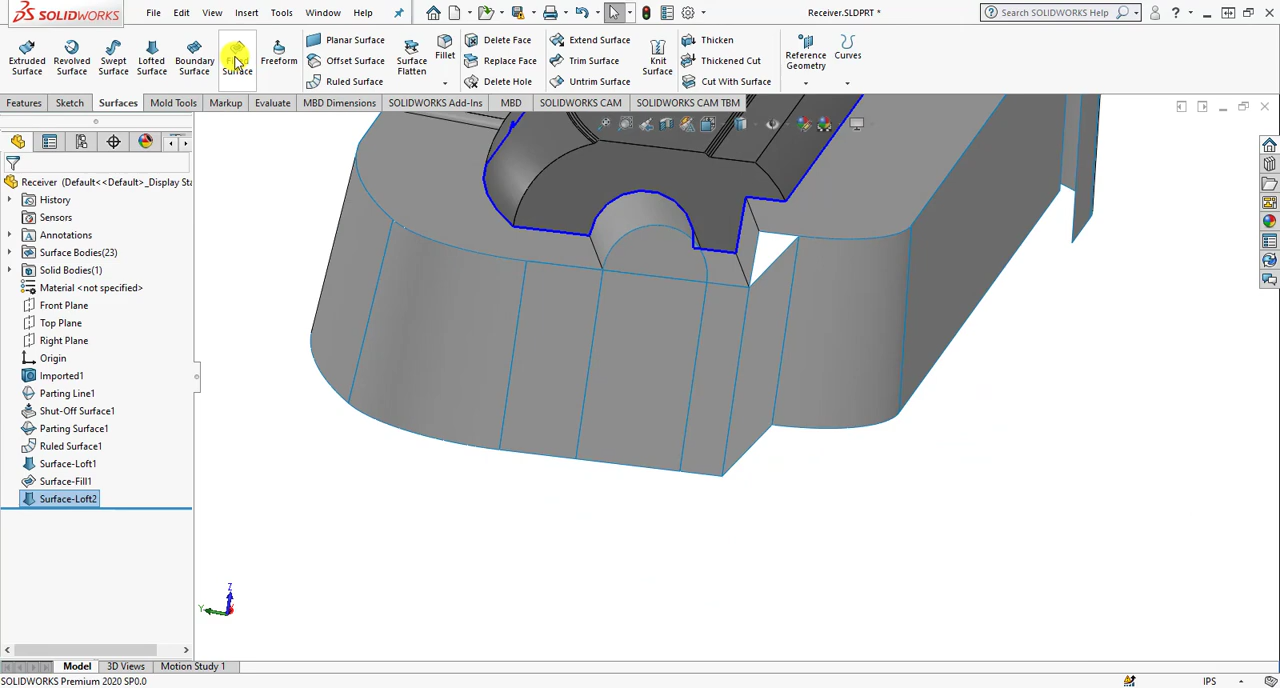 SOLIDWORKS File Edit View Insert Tools Window Help Receiver.SLDPRT * Search SOLIDWORKS Help
Extruded Surface
Revolved Surface
Swept Surface
Lofted Surface
Boundary Surface
Surface
Freeform
Planar Surface
Offset Surface
Ruled Surface
Surface Flatten
Fillet
Delete Face
Replace Face
Delete Hole
Extend Surface
Trim Surface
Untrim Surface
Knit Surface
Thicken
Thickened Cut
Cut With Surface
Reference Geometry
Curves
Features Sketch Surfaces Mold Tools Markup Evaluate MBD Dimensions SOLIDWORKS Add-Ins MBD SOLIDWORKS CAM SOLIDWORKS CAM TBM
Receiver (Default<<Default>_Display Sta
History
Sensors
Annotations
Surface Bodies(23)
Solid Bodies(1)
Material <not specified>
Front Plane
Top Plane
Right Plane
Origin
Imported1
Parting Line1
Shut-Off Surface1
Parting Surface1
Ruled Surface1
Surface-Loft1
Surface-Fill1
Surface-Loft2
Z
Y
Model 3D Views Motion Study 1
SOLIDWORKS Premium 2020 SP0.0 IPS